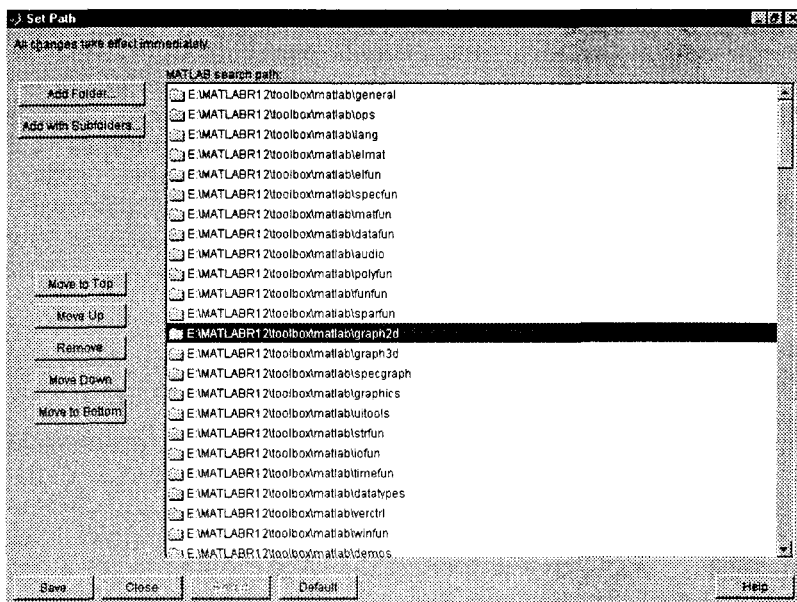 Set Path
All changes take effect immediately.
MATLAB search path:
Add Folder...
Add with Subfolders...
E:\MATLABR12\toolbox\matlab\general
E:\MATLABR12\toolbox\matlab\ops
E:\MATLABR12\toolbox\matlab\lang
E:\MATLABR12\toolbox\matlab\elmat
E:\MATLABR12\toolbox\matlab\elfun
E:\MATLABR12\toolbox\matlab\specfun
E:\MATLABR12\toolbox\matlab\matfun
E:\MATLABR12\toolbox\matlab\datafun
E:\MATLABR12\toolbox\matlab\audio
E:\MATLABR12\toolbox\matlab\polyfun
E:\MATLABR12\toolbox\matlab\funfun
E:\MATLABR12\toolbox\matlab\sparfun
E:\MATLABR12\toolbox\matlab\graph2d
E:\MATLABR12\toolbox\matlab\graph3d
E:\MATLABR12\toolbox\matlab\specgraph
E:\MATLABR12\toolbox\matlab\graphics
E:\MATLABR12\toolbox\matlab\uitools
E:\MATLABR12\toolbox\matlab\strfun
E:\MATLABR12\toolbox\matlab\iofun
E:\MATLABR12\toolbox\matlab\timefun
E:\MATLABR12\toolbox\matlab\datatypes
E:\MATLABR12\toolbox\matlab\verctrl
E:\MATLABR12\toolbox\matlab\winfun
E:\MATLABR12\toolbox\matlab\demos
Move to Top
Move Up
Remove
Move Down
Move to Bottom
Save
Close
Default
Help